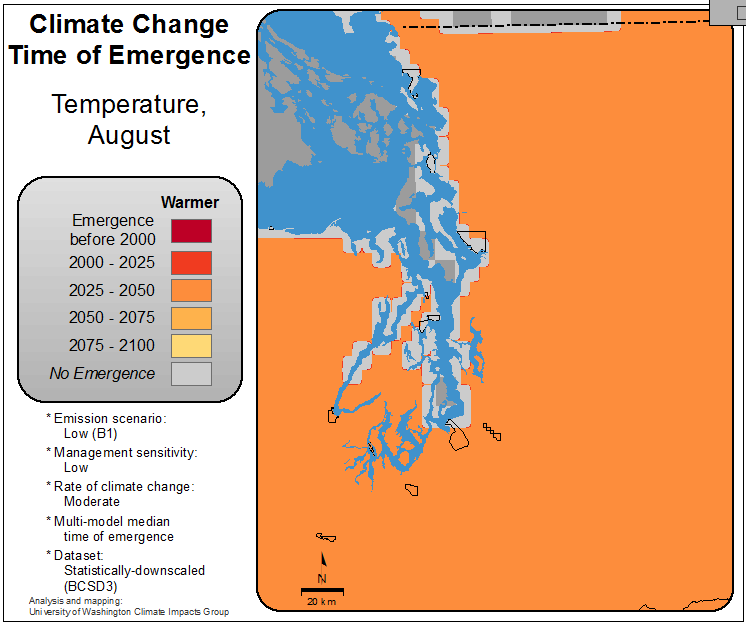 Climate Change
Time of Emergence
Temperature,
August
Warmer
Emergence
before 2000
2000 - 2025
2025 - 2050
2050 - 2075
2075 - 2100
No Emergence
* Emission scenario:
Low (B1)
* Management sensitivity:
Low
* Rate of climate change:
Moderate
* Multi-model median
time of emergence
* Dataset:
Statistically-downscaled
(BCSD3)
Analysis and mapping:
University of Washington Climate Impacts Group
N
20 km